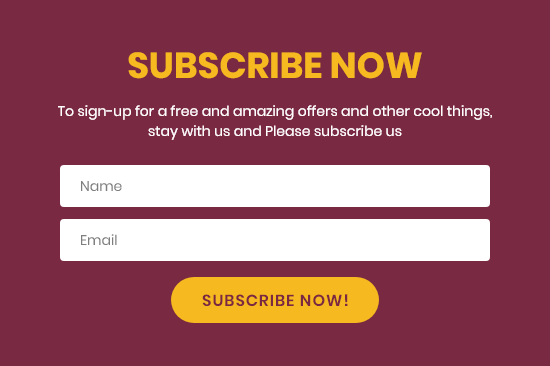 SUBSCRIBE NOW
To sign-up for a free and amazing offers and other cool things,
stay with us and Please subscribe us
Name
Email
SUBSCRIBE NOW!